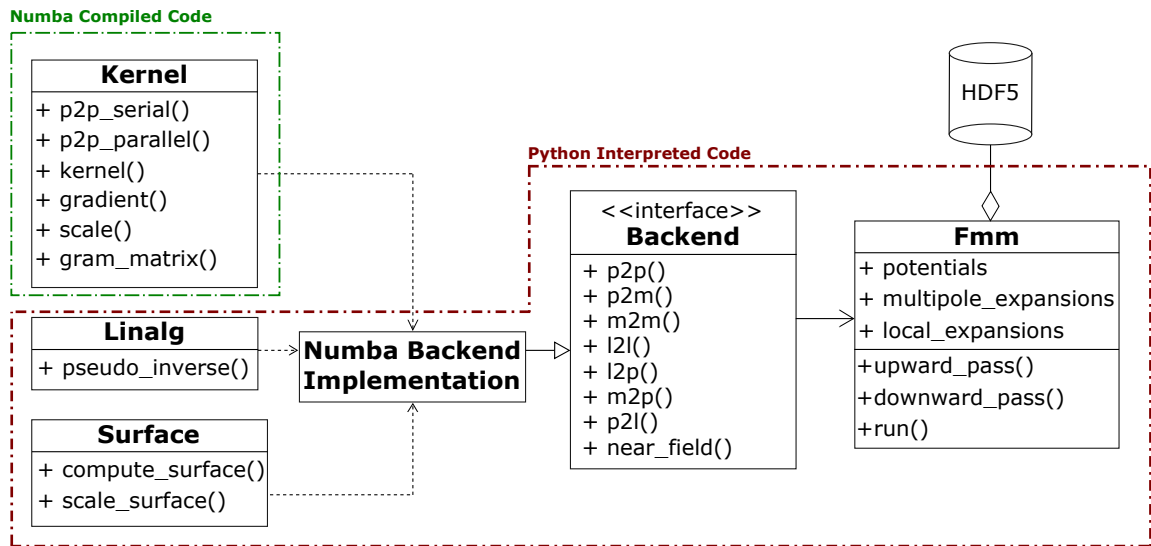 Numba Compiled Code
Kernel
+ p2p_serial()
+ p2p_parallel()
+ kernel()
+ gradient()
+ scale()
+ gram_matrix()
HDF5
Python Interpreted Code
Linalg
+ pseudo_inverse()
Surface
+ compute_surface()
+ scale_surface()
Numba Backend
Implementation
<<interface>>
Backend
+ p2p()
+ p2m()
+ m2m()
+ l2l()
+ l2p()
+ m2p()
+ p2l()
+ near_field()
Fmm
+ potentials
+ multipole_expansions
+ local_expansions
+upward_pass()
+downward_pass()
+run()